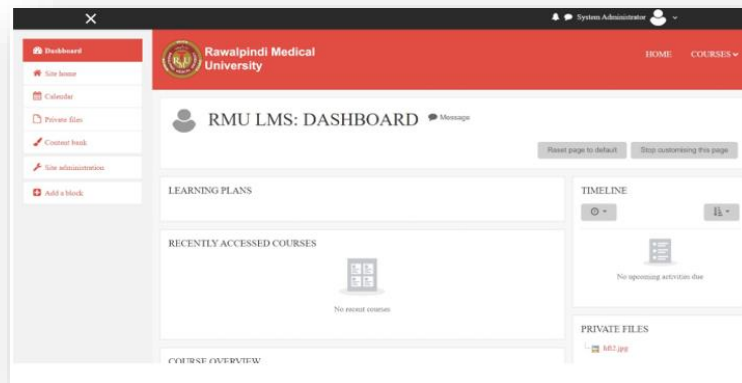 System Administrator
Dashboard
Site home
Calendar
Private files
Content bank
Site administration
Add a block
Rawalpindi Medical
University
HOME COURSES
RMU LMS: DASHBOARD Message
Reset page to default Stop customising this page
LEARNING PLANS
RECENTLY ACCESSED COURSES
No recent courses
COURSE OVERVIEW
TIMELINE
No upcoming activities due
PRIVATE FILES